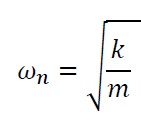 ωₙ = √(k/m)